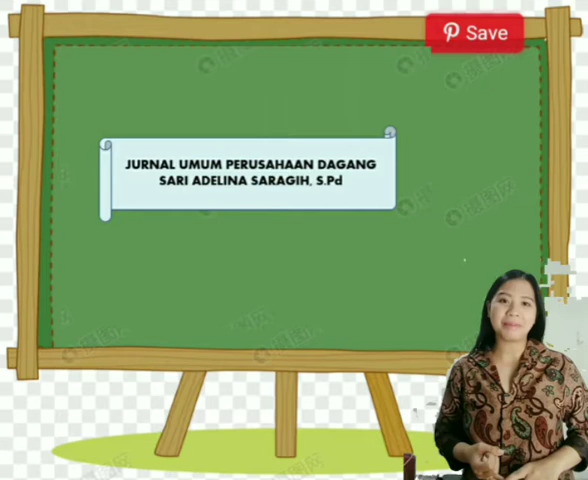 Save
JURNAL UMUM PERUSAHAAN DAGANG
SARI ADELINA SARAGIH, S.Pd